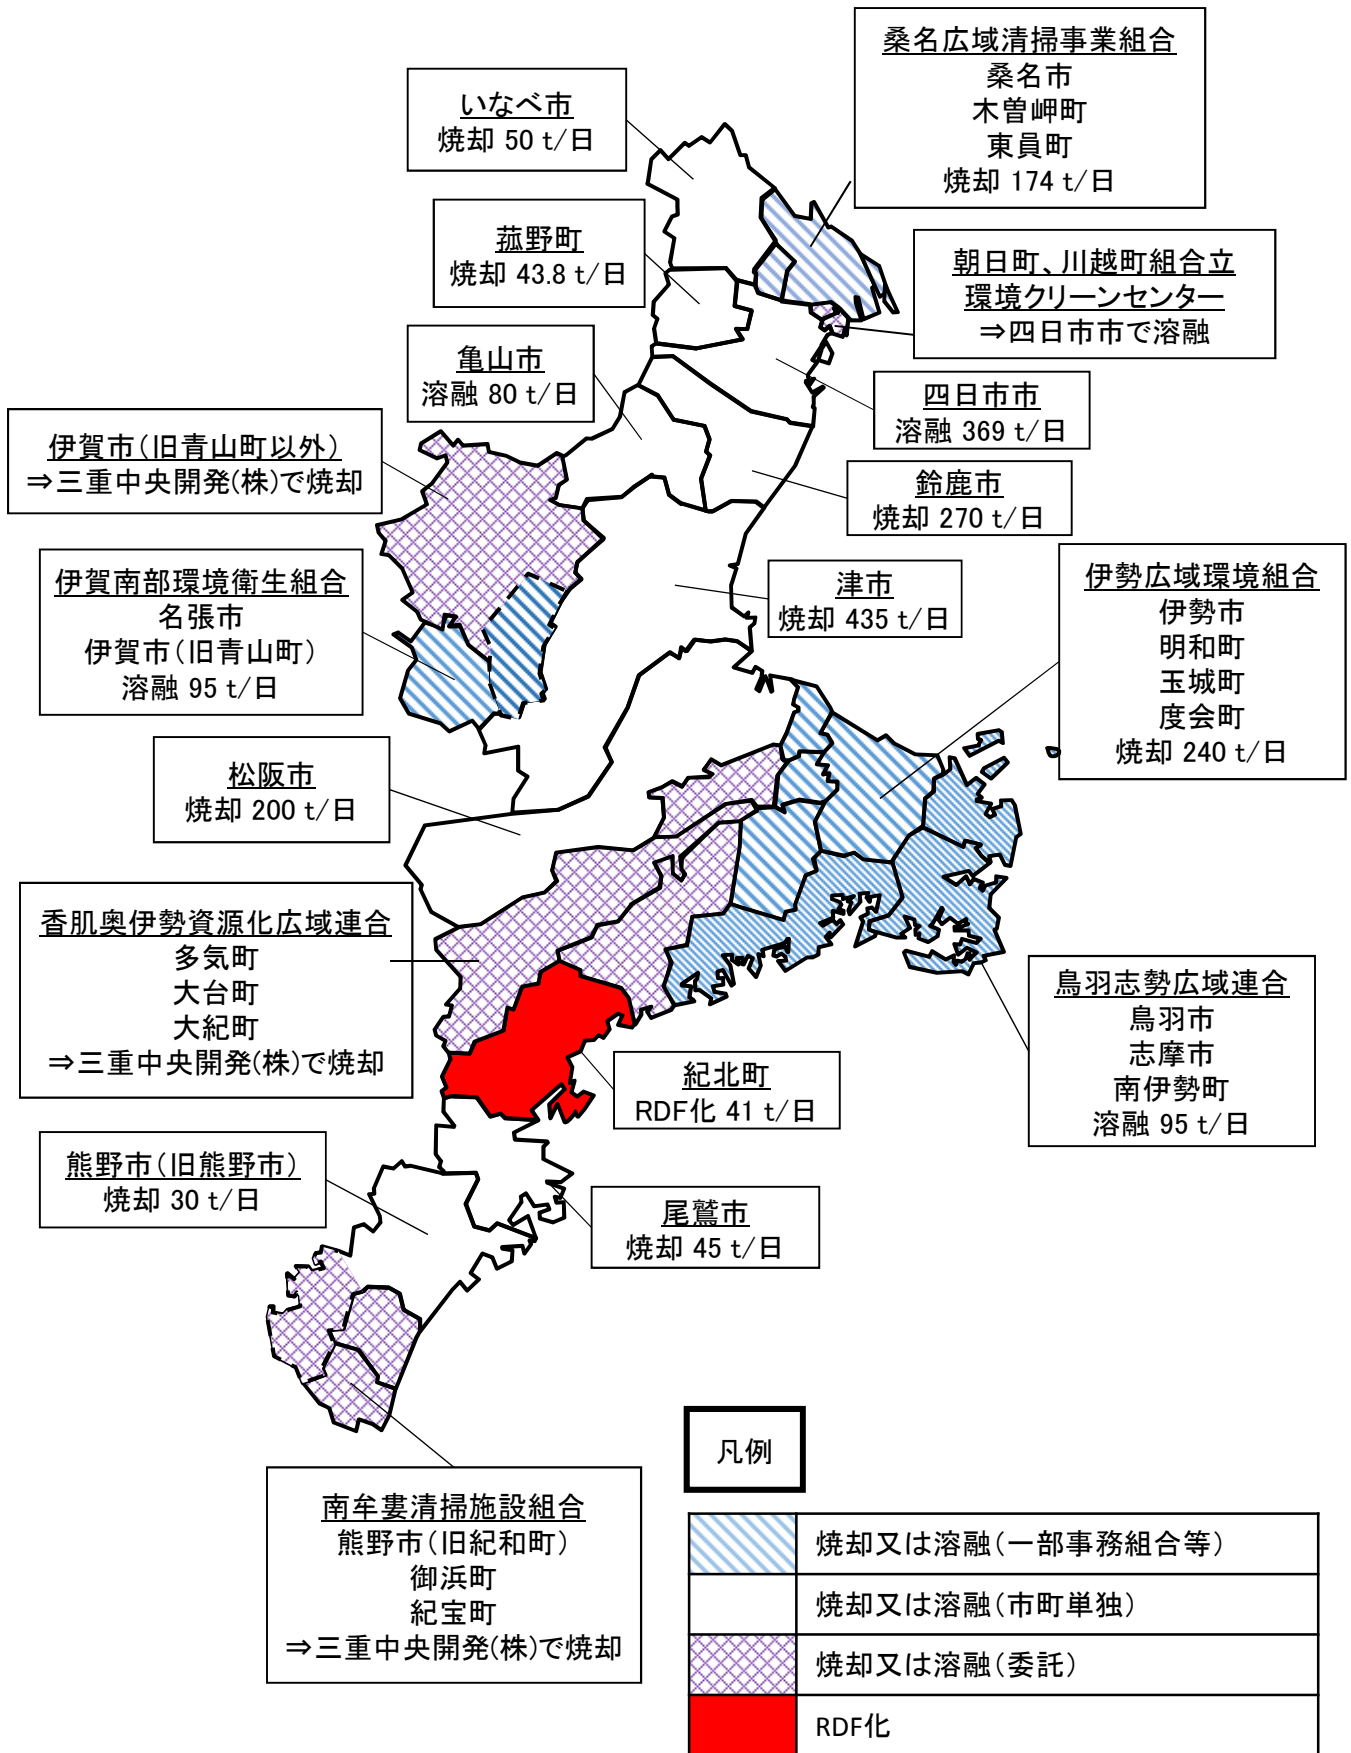 桑名広域清掃事業組合
桑名市
木曽岬町
東員町
焼却 174 t/日
いなべ市
焼却 50 t/日
菰野町
焼却 43.8 t/日
朝日町、川越町組合立
環境クリーンセンター
⇒四日市市で溶融
亀山市
溶融 80 t/日
四日市市
溶融 369 t/日
伊賀市(旧青山町以外)
⇒三重中央開発(株)で焼却
鈴鹿市
焼却 270 t/日
伊賀南部環境衛生組合
名張市
伊賀市(旧青山町)
溶融 95 t/日
津市
焼却 435 t/日
伊勢広域環境組合
伊勢市
明和町
玉城町
度会町
焼却 240 t/日
松阪市
焼却 200 t/日
香肌奥伊勢資源化広域連合
多気町
大台町
大紀町
⇒三重中央開発(株)で焼却
鳥羽志勢広域連合
鳥羽市
志摩市
南伊勢町
溶融 95 t/日
紀北町
RDF化 41 t/日
熊野市(旧熊野市)
焼却 30 t/日
尾鷲市
焼却 45 t/日
南牟婁清掃施設組合
熊野市(旧紀和町)
御浜町
紀宝町
⇒三重中央開発(株)で焼却
凡例
焼却又は溶融(一部事務組合等)
焼却又は溶融(市町単独)
焼却又は溶融(委託)
RDF化